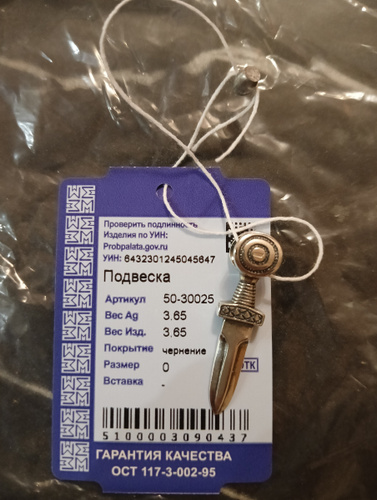 Проверить подлинность
Изделия по УИН:
Probpalata.gov.ru
УИН: 6432301245045647
Подвеска
Артикул 50-30025
Вес Ag 3.65
Вес Изд. 3.65
Покрытие чернение
Размер 0
Вставка -
5100003090437
ГАРАНТИЯ КАЧЕСТВА
ОСТ 117-3-002-95